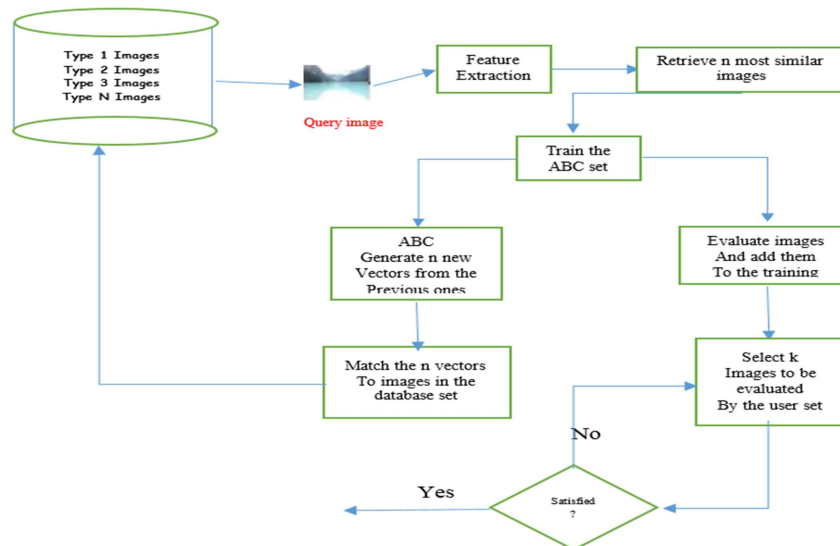 Type 1 Images
Type 2 Images
Type 3 Images
Type N Images
Query image
Feature
Extraction
Retrieve n most similar
images
Train the
ABC set
ABC
Generate n new
Vectors from the
Previous ones
Evaluate images
And add them
To the training
Match the n vectors
To images in the
database set
Select k
Images to be
evaluated
By the user set
No
Yes
Satisfied
?